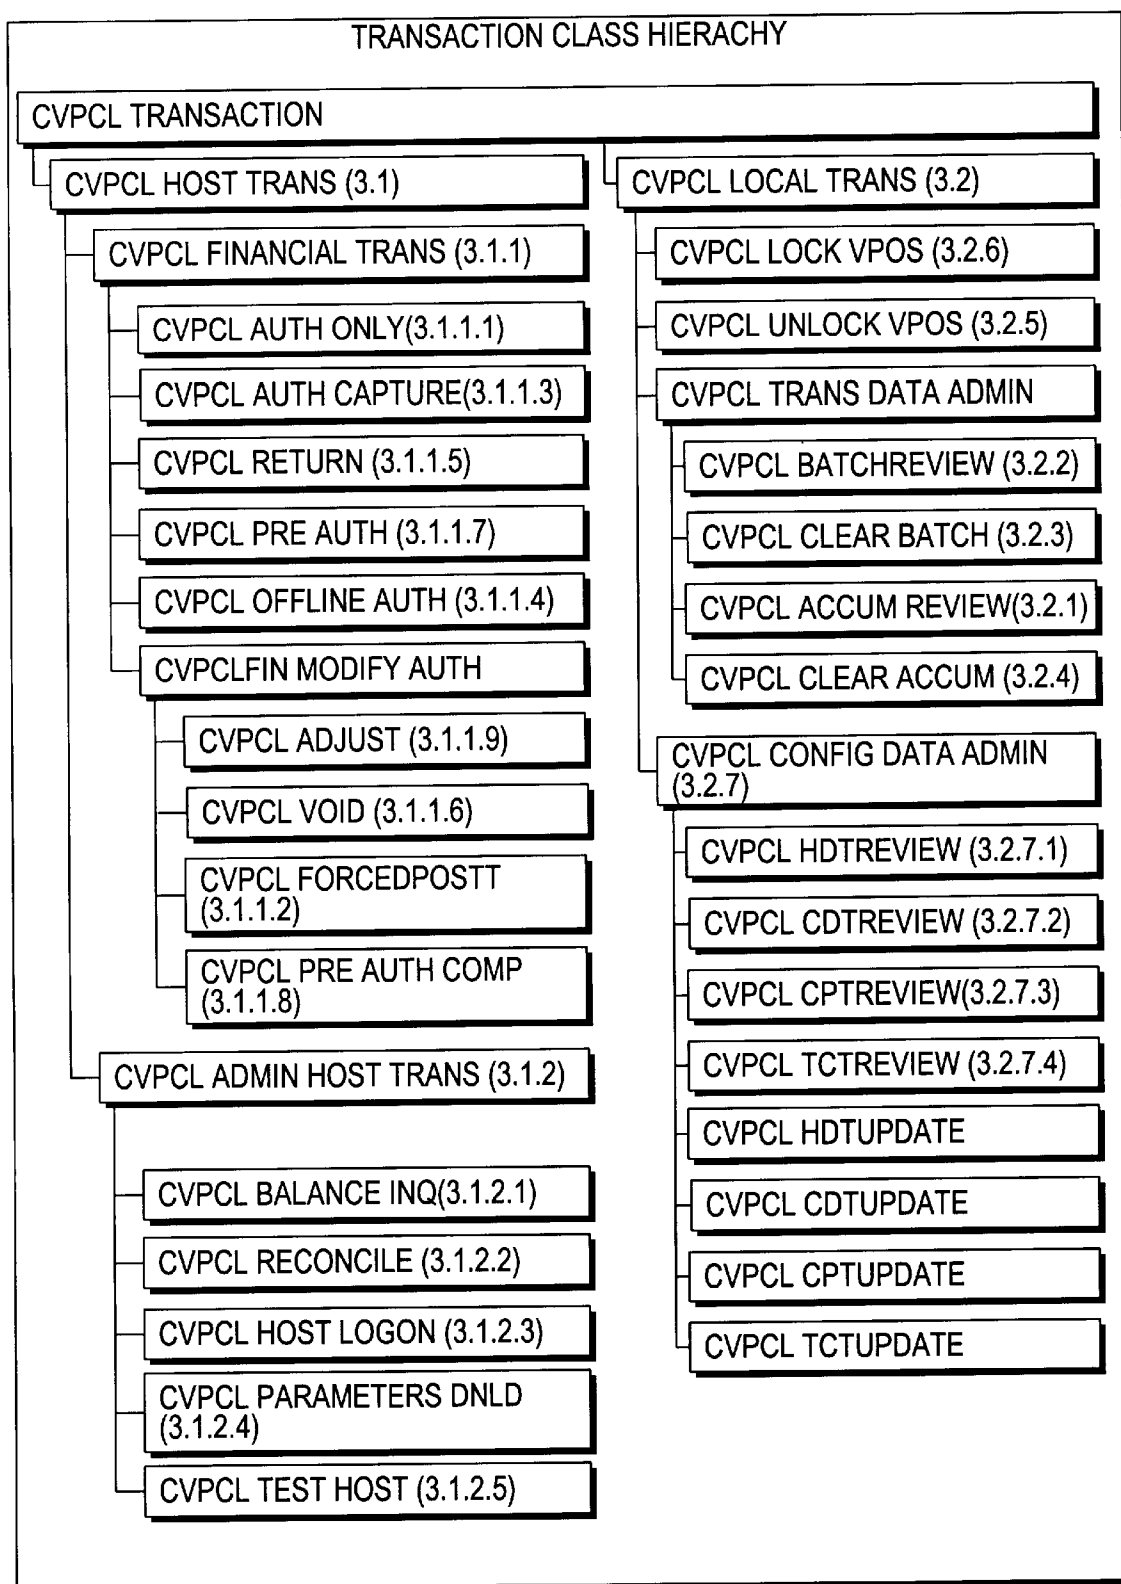 TRANSACTION CLASS HIERACHY
CVPCL TRANSACTION
CVPCL HOST TRANS (3.1)
CVPCL FINANCIAL TRANS (3.1.1)
CVPCL AUTH ONLY(3.1.1.1)
CVPCL AUTH CAPTURE(3.1.1.3)
CVPCL RETURN (3.1.1.5)
CVPCL PRE AUTH (3.1.1.7)
CVPCL OFFLINE AUTH (3.1.1.4)
CVPCLFIN MODIFY AUTH
CVPCL ADJUST (3.1.1.9)
CVPCL VOID (3.1.1.6)
CVPCL FORCEDPOSTT
(3.1.1.2)
CVPCL PRE AUTH COMP
(3.1.1.8)
CVPCL ADMIN HOST TRANS (3.1.2)
CVPCL BALANCE INQ(3.1.2.1)
CVPCL RECONCILE (3.1.2.2)
CVPCL HOST LOGON (3.1.2.3)
CVPCL PARAMETERS DNLD
(3.1.2.4)
CVPCL TEST HOST (3.1.2.5)
CVPCL LOCAL TRANS (3.2)
CVPCL LOCK VPOS (3.2.6)
CVPCL UNLOCK VPOS (3.2.5)
CVPCL TRANS DATA ADMIN
CVPCL BATCHREVIEW (3.2.2)
CVPCL CLEAR BATCH (3.2.3)
CVPCL ACCUM REVIEW(3.2.1)
CVPCL CLEAR ACCUM (3.2.4)
CVPCL CONFIG DATA ADMIN
(3.2.7)
CVPCL HDTREVIEW (3.2.7.1)
CVPCL CDTREVIEW (3.2.7.2)
CVPCL CPTREVIEW(3.2.7.3)
CVPCL TCTREVIEW (3.2.7.4)
CVPCL HDTUPDATE
CVPCL CDTUPDATE
CVPCL CPTUPDATE
CVPCL TCTUPDATE